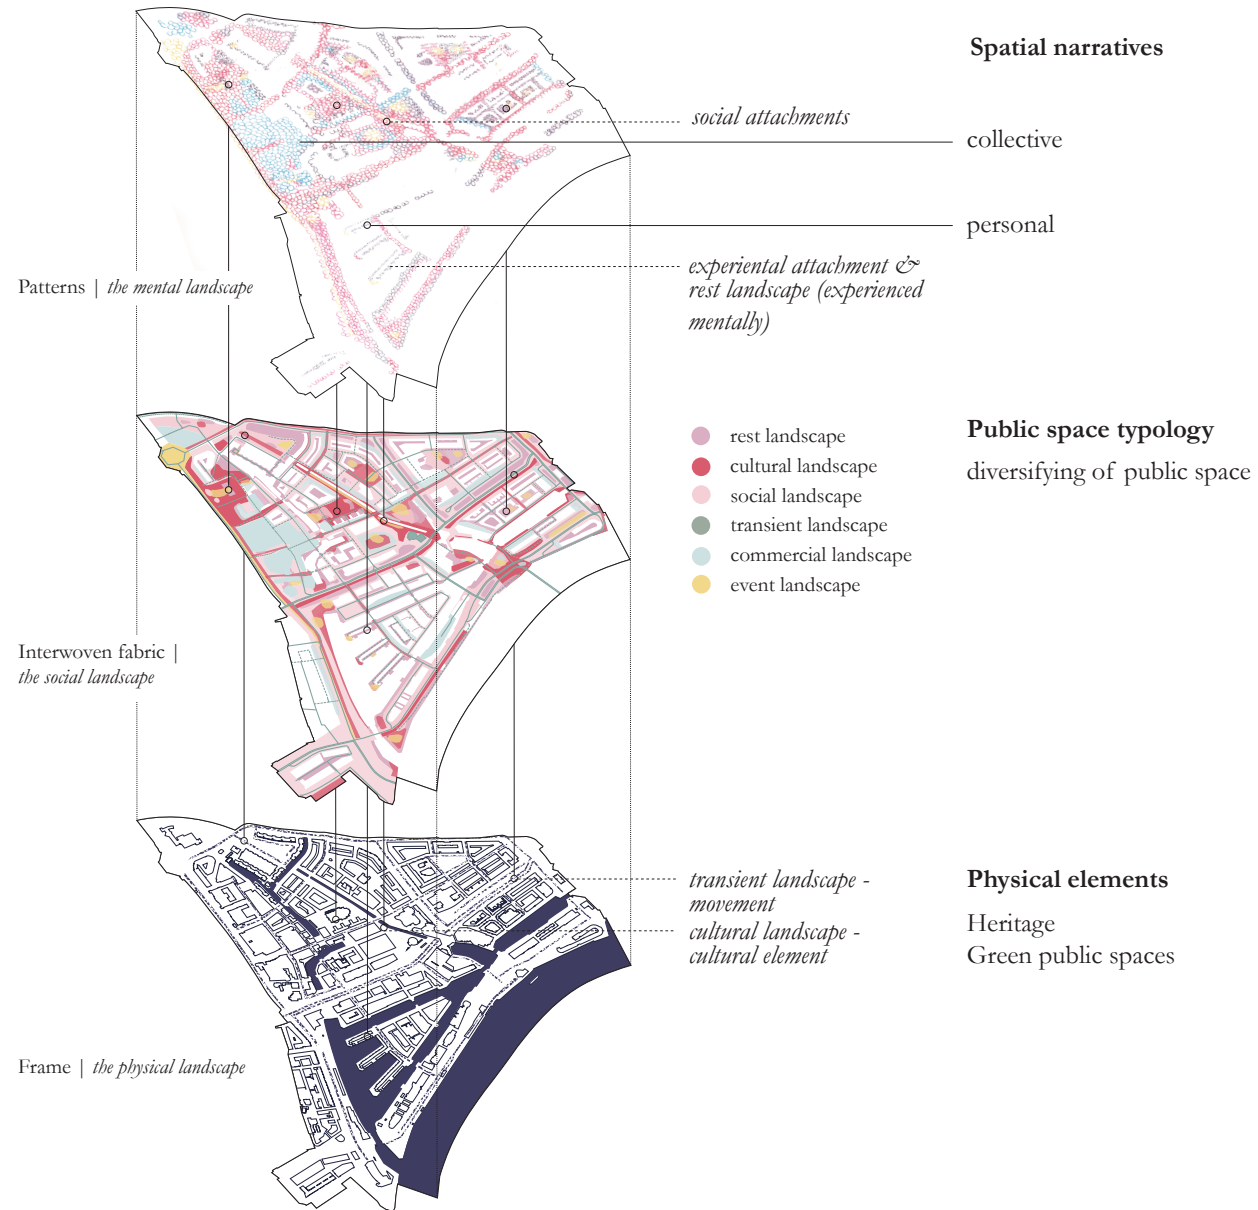 Spatial narratives
social attachments
collective
personal
experiental attachment &
rest landscape (experienced
mentally)
Patterns | the mental landscape
Public space typology
diversifying of public space
rest landscape
cultural landscape
social landscape
transient landscape
commercial landscape
event landscape
Interwoven fabric |
the social landscape
transient landscape -
movement
cultural landscape -
cultural element
Physical elements
Heritage
Green public spaces
Frame | the physical landscape